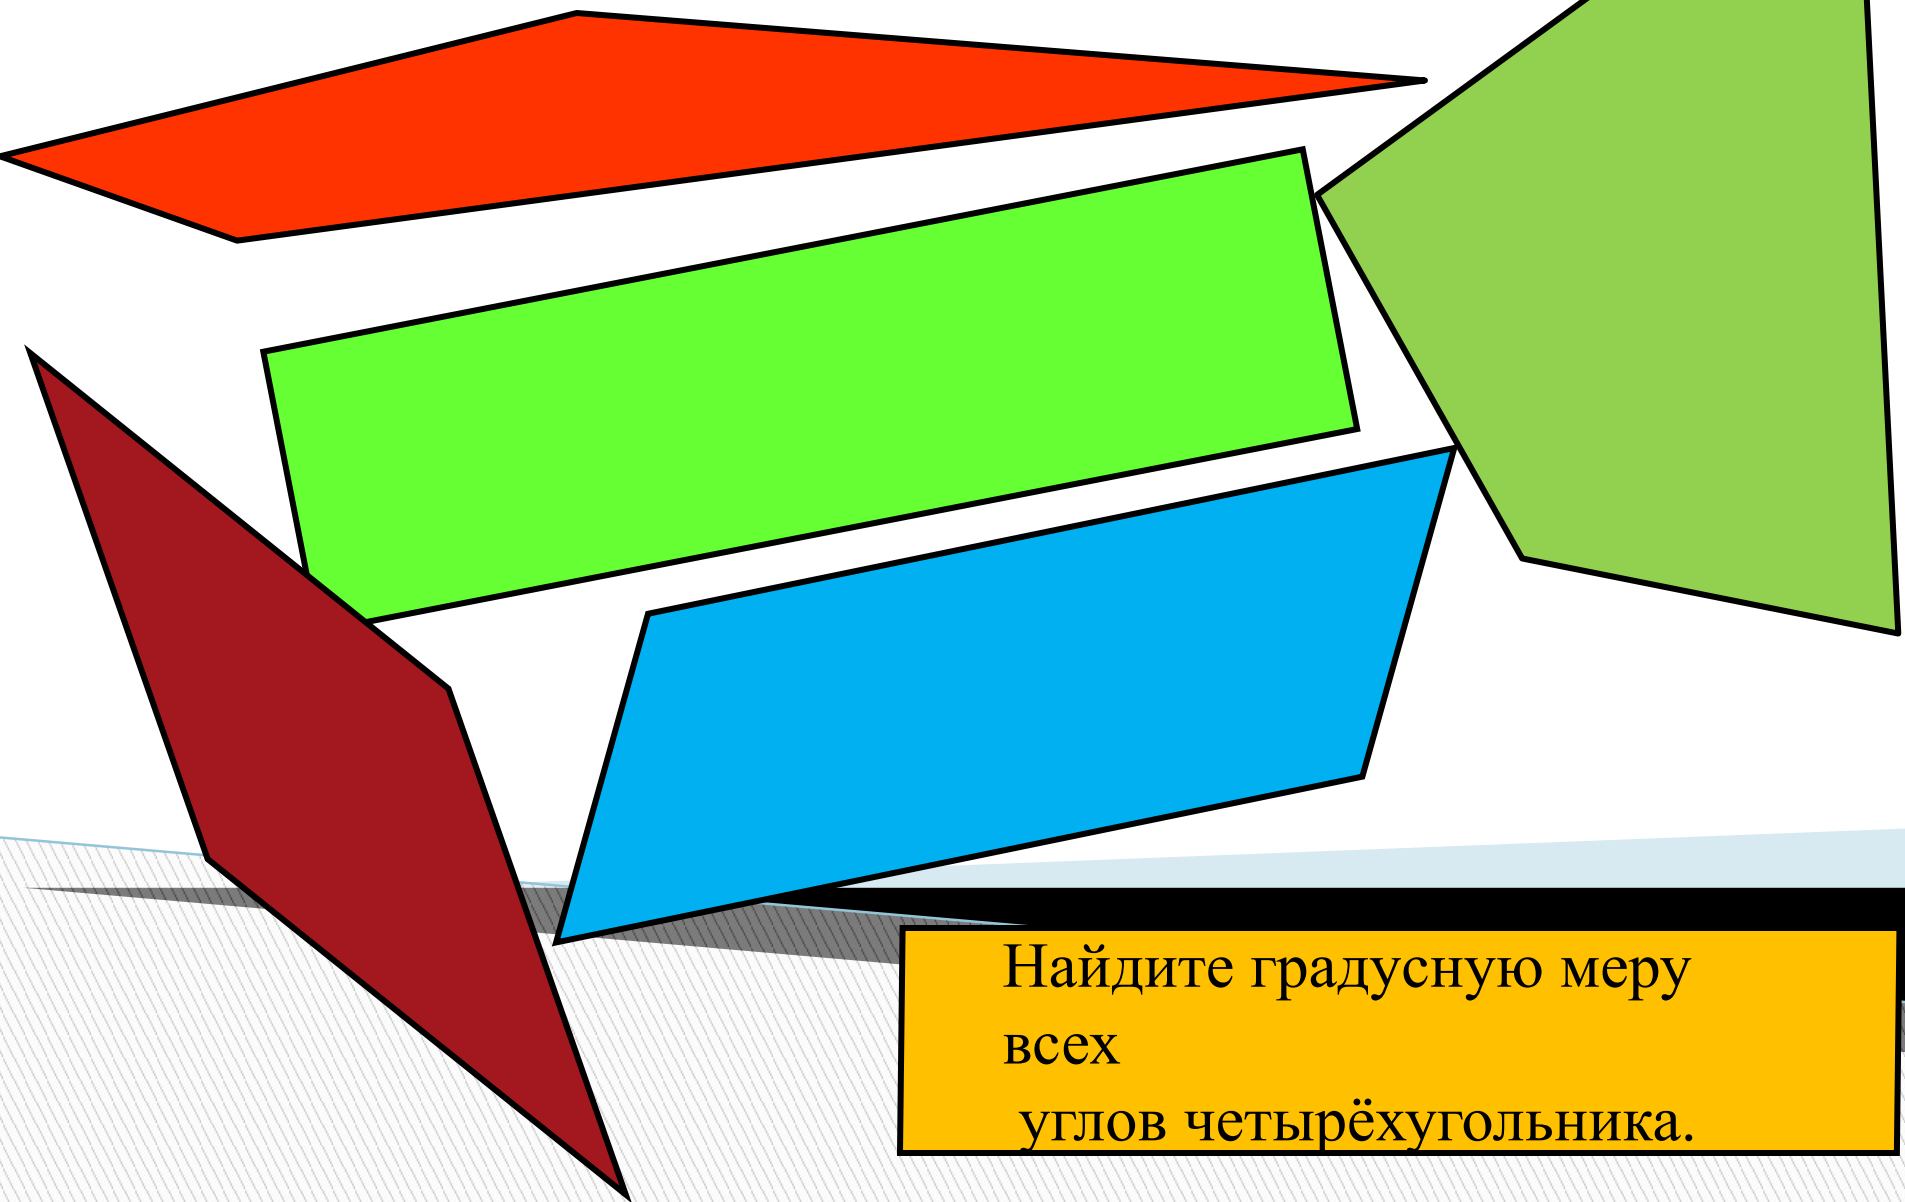 Найдите градусную меру
всех
углов четырёхугольника.